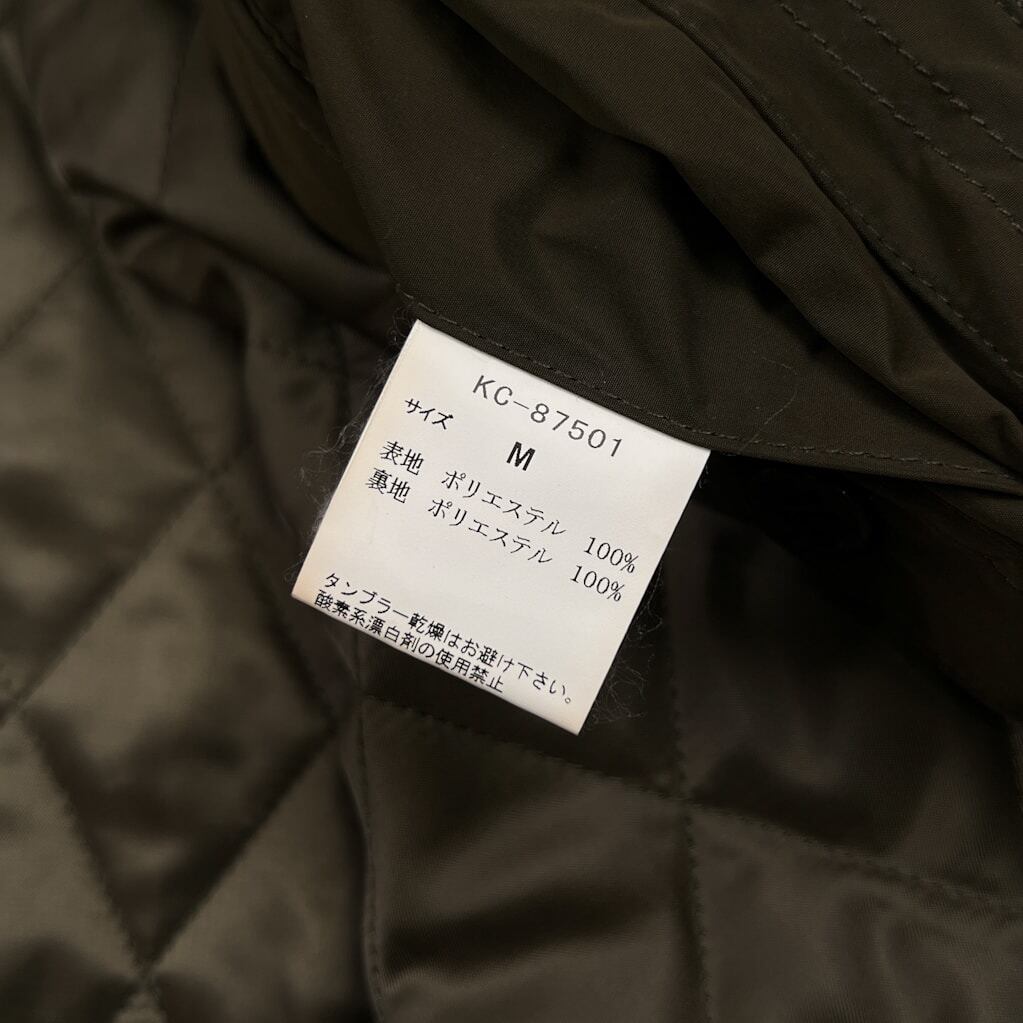 KC-87501
サイズ
M
表地 ポリエステル 100%
裏地 ポリエステル 100%
タンブラー乾燥はお避け下さい。
酸素系漂白剤の使用禁止